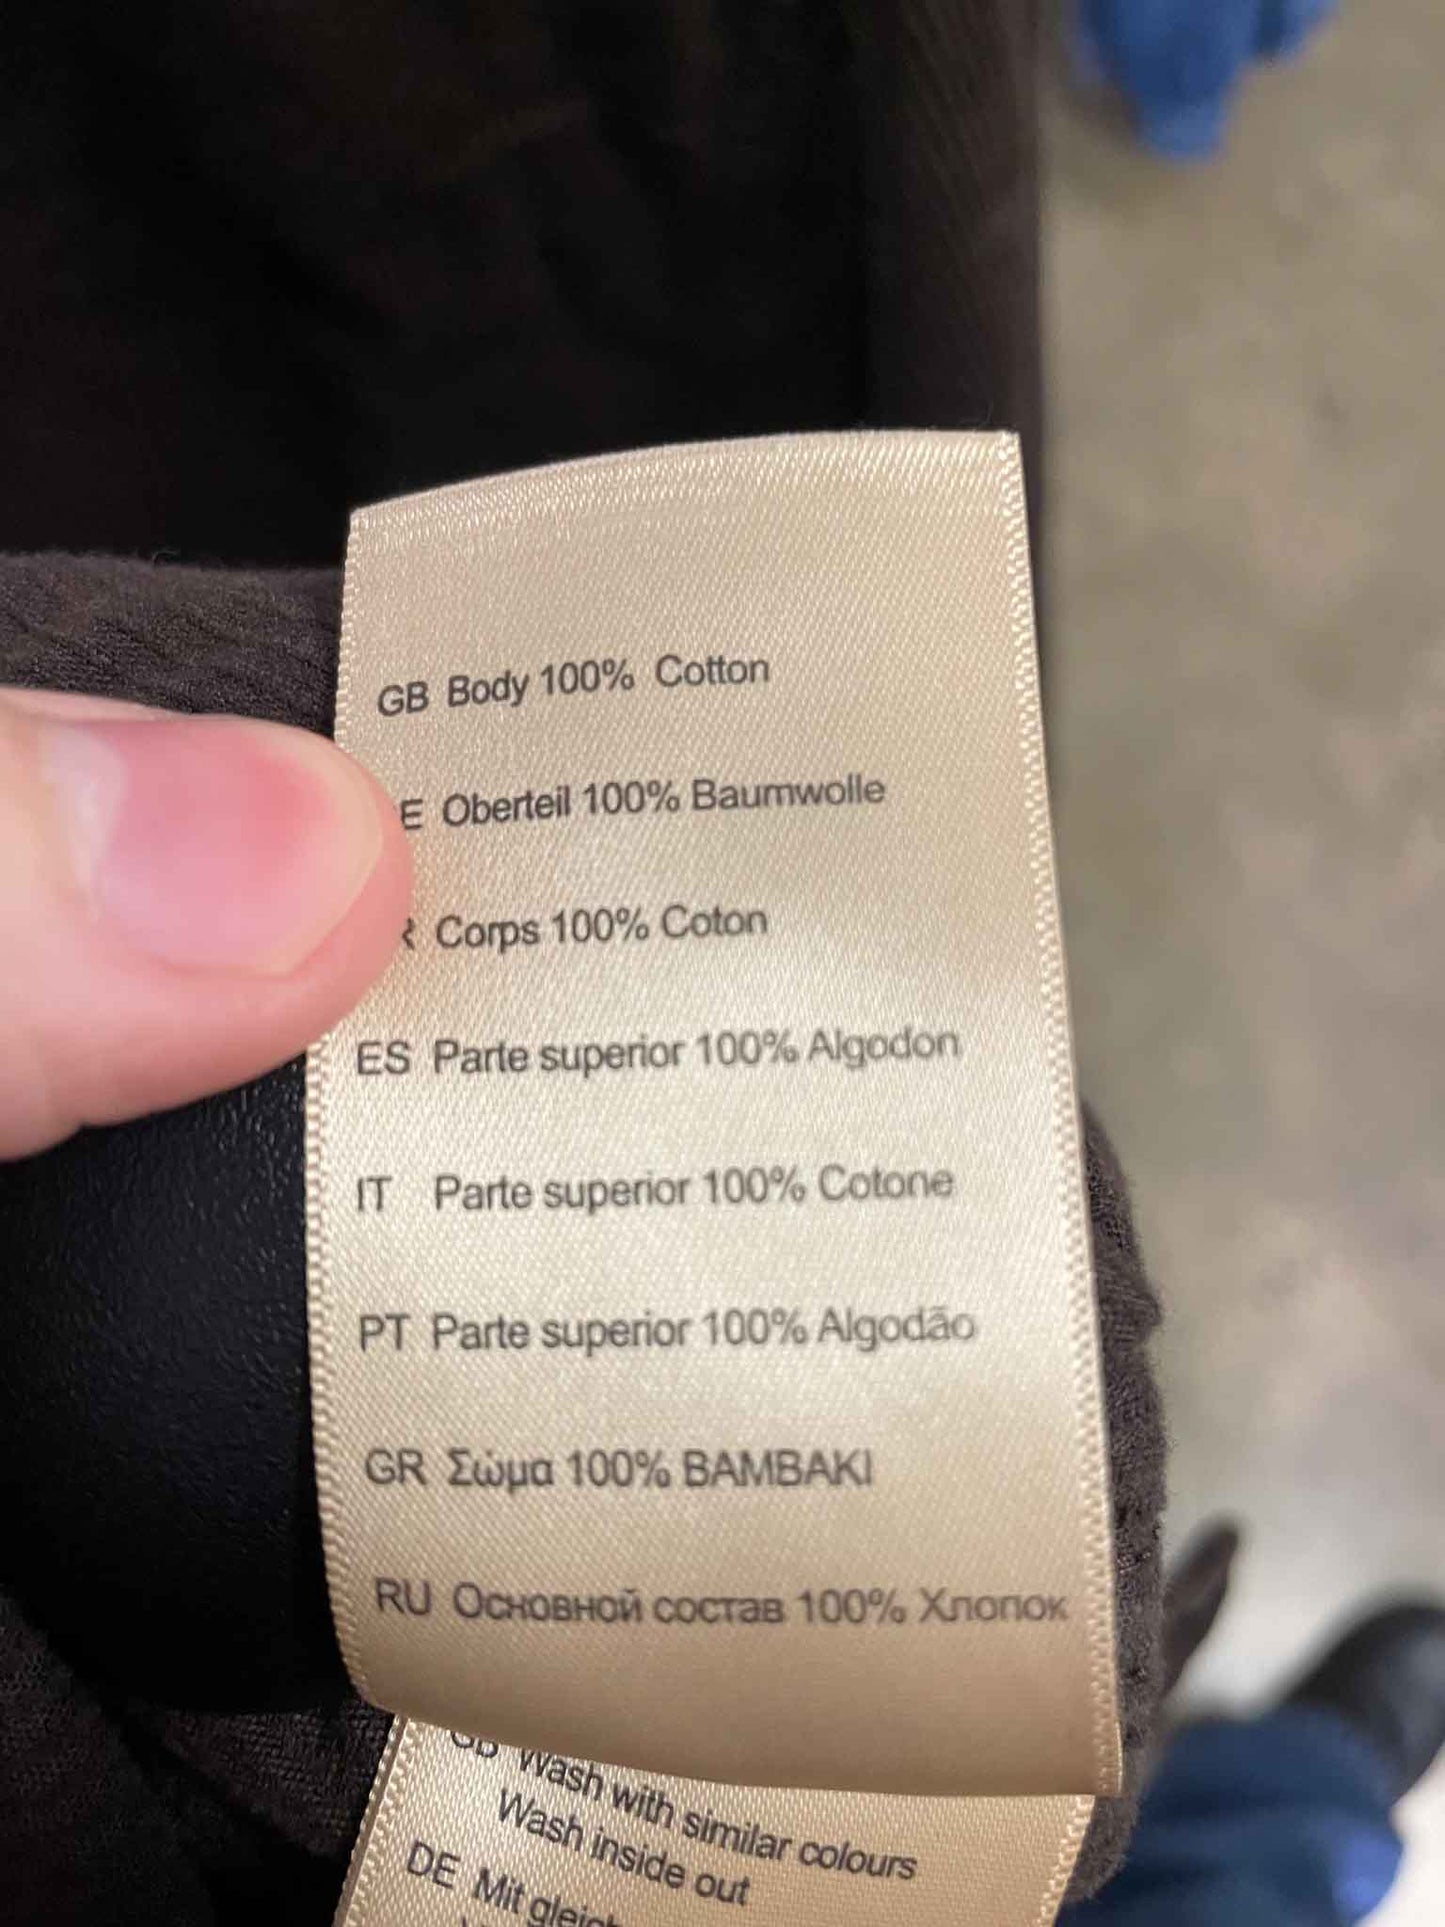 GB Body 100% Cotton
E Oberteil 100% Baumwolle
Corps 100% Coton
ES Parte superior 100% Algodon
IT Parte superior 100% Cotone
PT Parte superior 100% Algodão
GR Σώμα 100% BAMBAKI
RU Основной состав 100% Хлопок
GB Wash with similar colours
Wash inside out
DE Mit